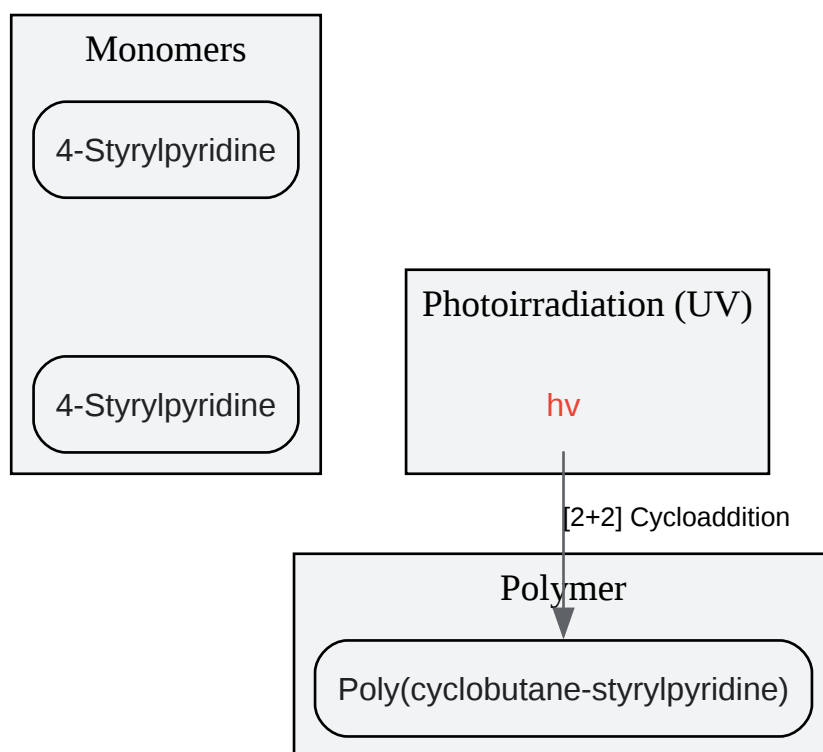 Monomers
4-Styrylpyridine
4-Styrylpyridine
Photoirradiation (UV)
hv
[2+2] Cycloaddition
Polymer
Poly(cyclobutane-styrylpyridine)